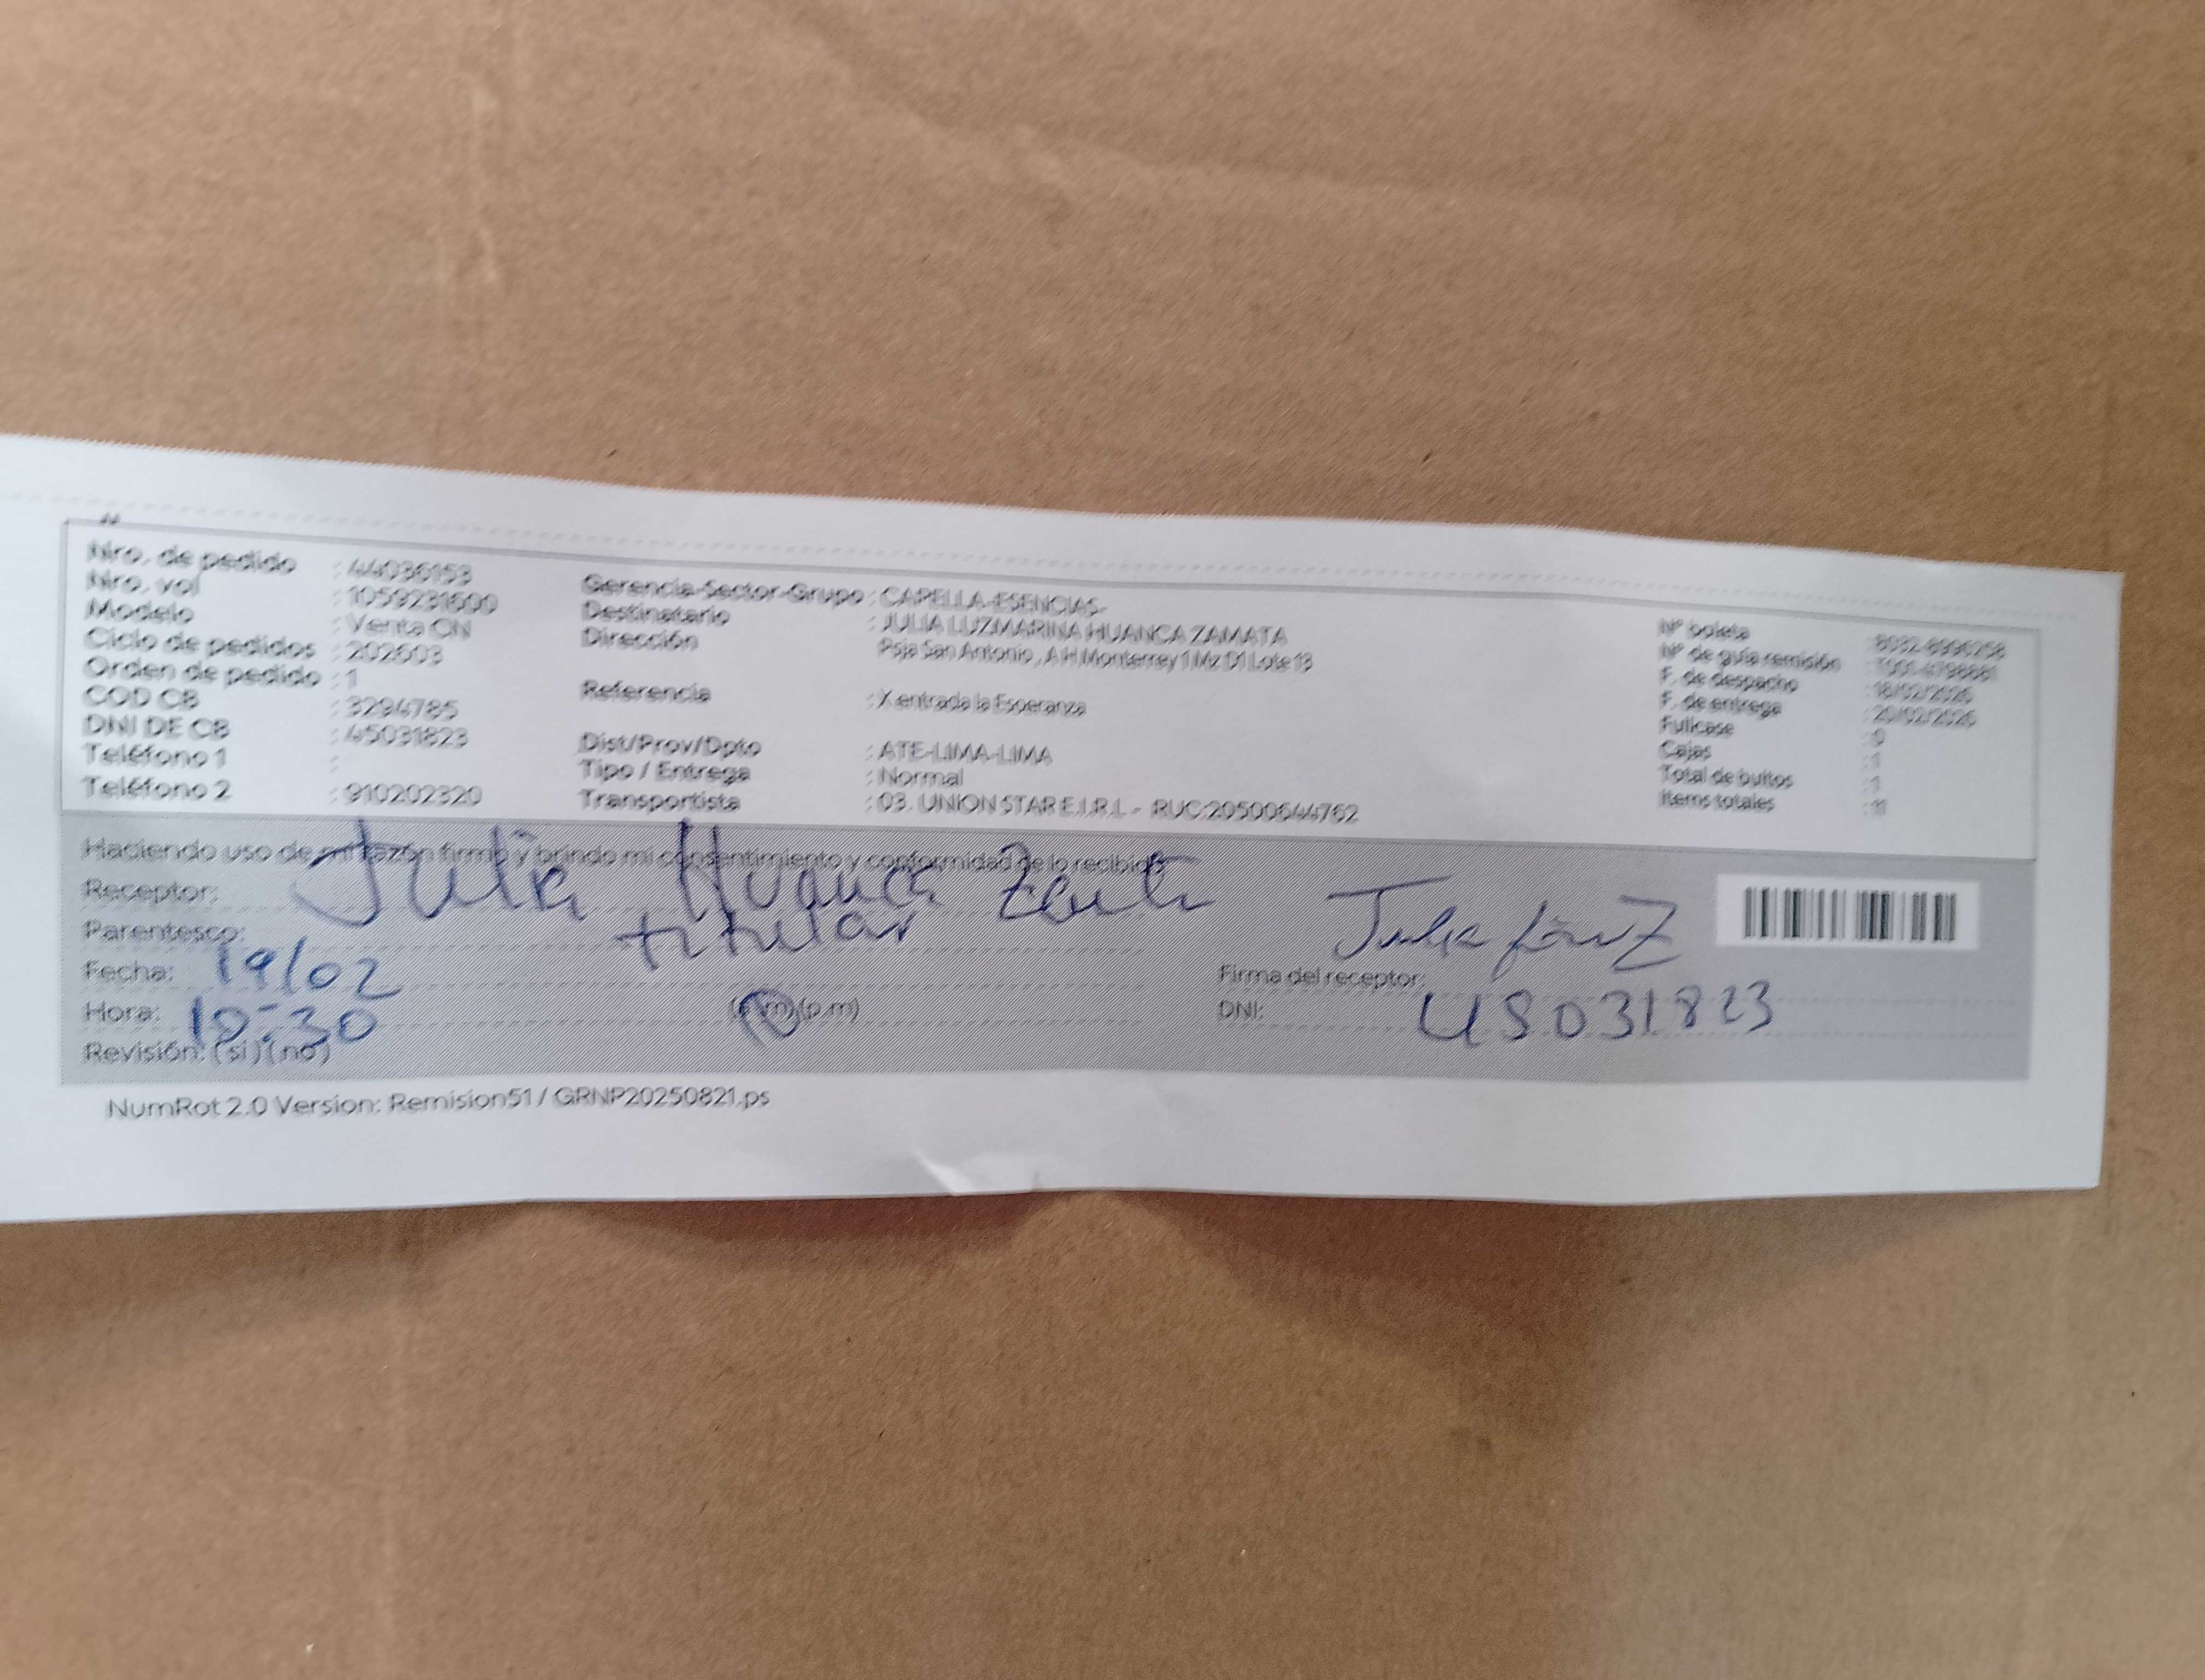 Nro. de pedido : 44036153
Nro. vol : 1059231600
Modelo : Venta CN
Ciclo de pedidos : 202603
Orden de pedido : 1
COD CB : 3294785
DNI DE CB : 45031823
Teléfono 1 :
Teléfono 2 : 910202320
Gerencia-Sector-Grupo : CAPELLA-ESENCIAS-
Destinatario : JULIA LUZMARINA HUANCA ZAMATA
Dirección Psja San Antonio , A H Monterrey 1 Mz D1 Lote 13
Referencia : X entrada la Esperanza
Dist/Prov/Dpto : ATE-LIMA-LIMA
Tipo / Entrega : Normal
Transportista : 03. UNION STAR E.I.R.L - RUC:20500644762
Nº boleta
Nº de guía remisión
F. de despacho : 18/02/2026
F. de entrega : 20/02/2026
Fullcase : 0
Cajas : 1
Total de bultos : 1
Items totales : 11
Haciendo uso de mi razón firmo y brindo mi consentimiento y conformidad de lo recibido
Receptor: Julia Huanca
Parentesco: titular
Fecha: 19/02
Hora: :30 (a.m) (p.m)
Revisión: ( si ) ( no )
Julia
Firma del receptor:
DNI: 45031823
NumRot 2.0 Version: Remision51 / GRNP20250821.ps